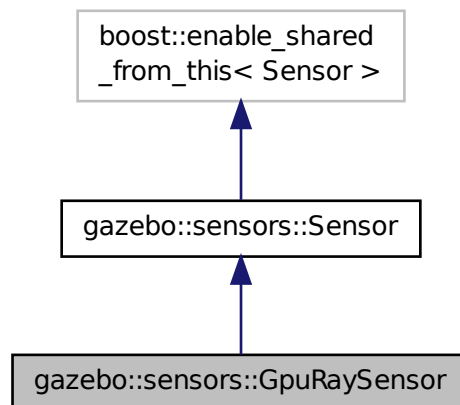 boost::enable_shared
_from_this< Sensor >
gazebo::sensors::Sensor
gazebo::sensors::GpuRaySensor